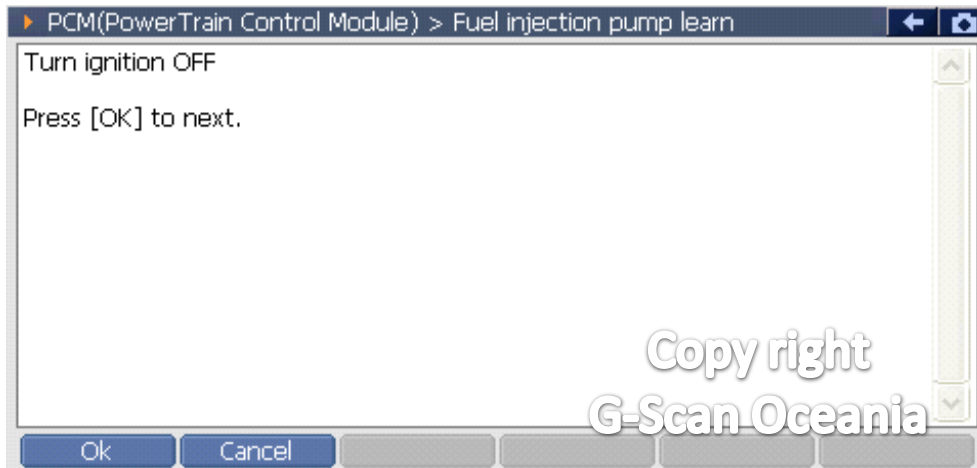 PCM(PowerTrain Control Module) > Fuel injection pump learn
Turn ignition OFF
Press [OK] to next.
Copy right
G-Scan Oceania
Ok Cancel